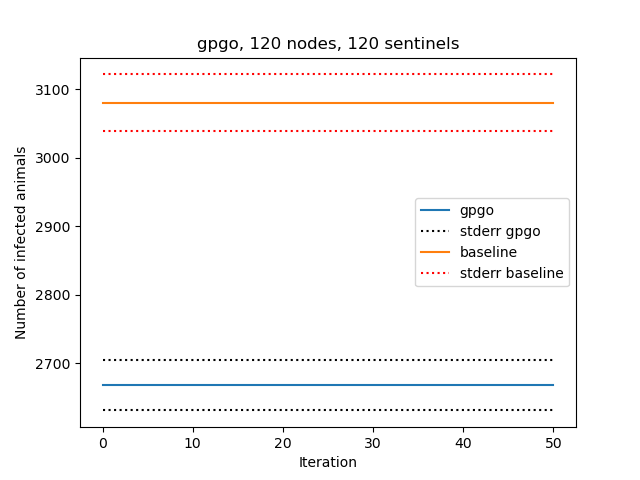 gpgo, 120 nodes, 120 sentinels
Number of infected animals
3100
3000
2900
2800
2700
gpgo
stderr gpgo
baseline
stderr baseline
0 10 20 30 40 50
Iteration